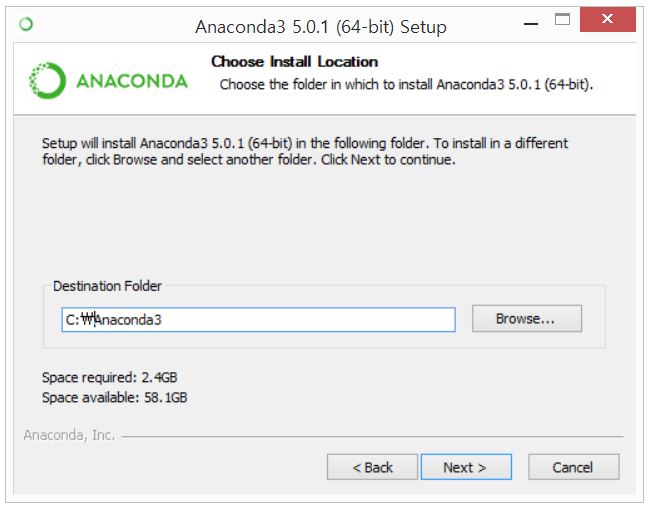 Anaconda3 5.0.1 (64-bit) Setup
ANACONDA
Choose Install Location
Choose the folder in which to install Anaconda3 5.0.1 (64-bit).
Setup will install Anaconda3 5.0.1 (64-bit) in the following folder. To install in a different
folder, click Browse and select another folder. Click Next to continue.
Destination Folder
C:₩Anaconda3
Browse...
Space required: 2.4GB
Space available: 58.1GB
Anaconda, Inc.
< Back
Next >
Cancel